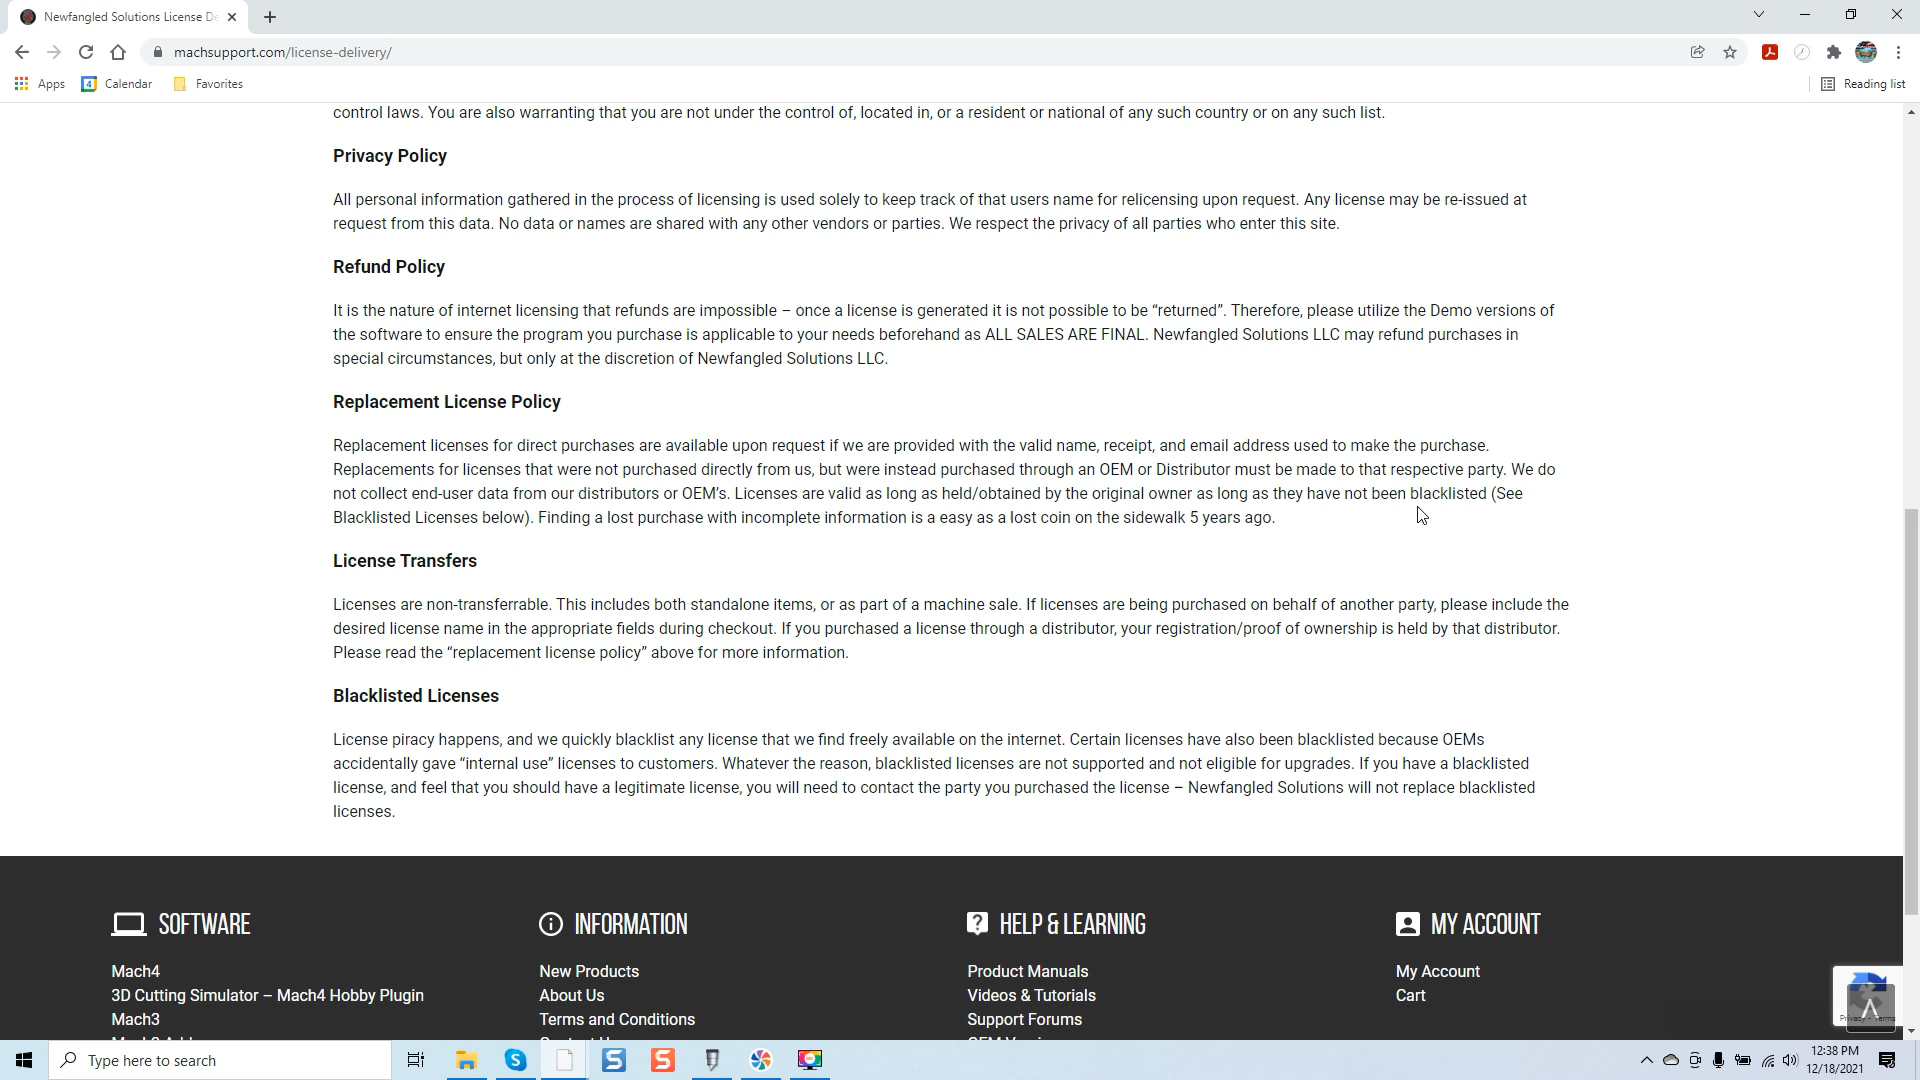 Newfangled Solutions License De
machsupport.com/license-delivery/
Apps
Calendar
Favorites
Reading list
control laws. You are also warranting that you are not under the control of, located in, or a resident or national of any such country or on any such list.
Privacy Policy
All personal information gathered in the process of licensing is used solely to keep track of that users name for relicensing upon request. Any license may be re-issued at
request from this data. No data or names are shared with any other vendors or parties. We respect the privacy of all parties who enter this site.
Refund Policy
It is the nature of internet licensing that refunds are impossible – once a license is generated it is not possible to be “returned”. Therefore, please utilize the Demo versions of
the software to ensure the program you purchase is applicable to your needs beforehand as ALL SALES ARE FINAL. Newfangled Solutions LLC may refund purchases in
special circumstances, but only at the discretion of Newfangled Solutions LLC.
Replacement License Policy
Replacement licenses for direct purchases are available upon request if we are provided with the valid name, receipt, and email address used to make the purchase.
Replacements for licenses that were not purchased directly from us, but were instead purchased through an OEM or Distributor must be made to that respective party. We do
not collect end-user data from our distributors or OEM’s. Licenses are valid as long as held/obtained by the original owner as long as they have not been blacklisted (See
Blacklisted Licenses below). Finding a lost purchase with incomplete information is a easy as a lost coin on the sidewalk 5 years ago.
License Transfers
Licenses are non-transferrable. This includes both standalone items, or as part of a machine sale. If licenses are being purchased on behalf of another party, please include the
desired license name in the appropriate fields during checkout. If you purchased a license through a distributor, your registration/proof of ownership is held by that distributor.
Please read the “replacement license policy” above for more information.
Blacklisted Licenses
License piracy happens, and we quickly blacklist any license that we find freely available on the internet. Certain licenses have also been blacklisted because OEMs
accidentally gave “internal use” licenses to customers. Whatever the reason, blacklisted licenses are not supported and not eligible for upgrades. If you have a blacklisted
license, and feel that you should have a legitimate license, you will need to contact the party you purchased the license – Newfangled Solutions will not replace blacklisted
licenses.
SOFTWARE
Mach4
3D Cutting Simulator – Mach4 Hobby Plugin
Mach3
INFORMATION
New Products
About Us
Terms and Conditions
HELP & LEARNING
Product Manuals
Videos & Tutorials
Support Forums
MY ACCOUNT
My Account
Cart
Privacy - Terms
Type here to search
12:38 PM
12/18/2021